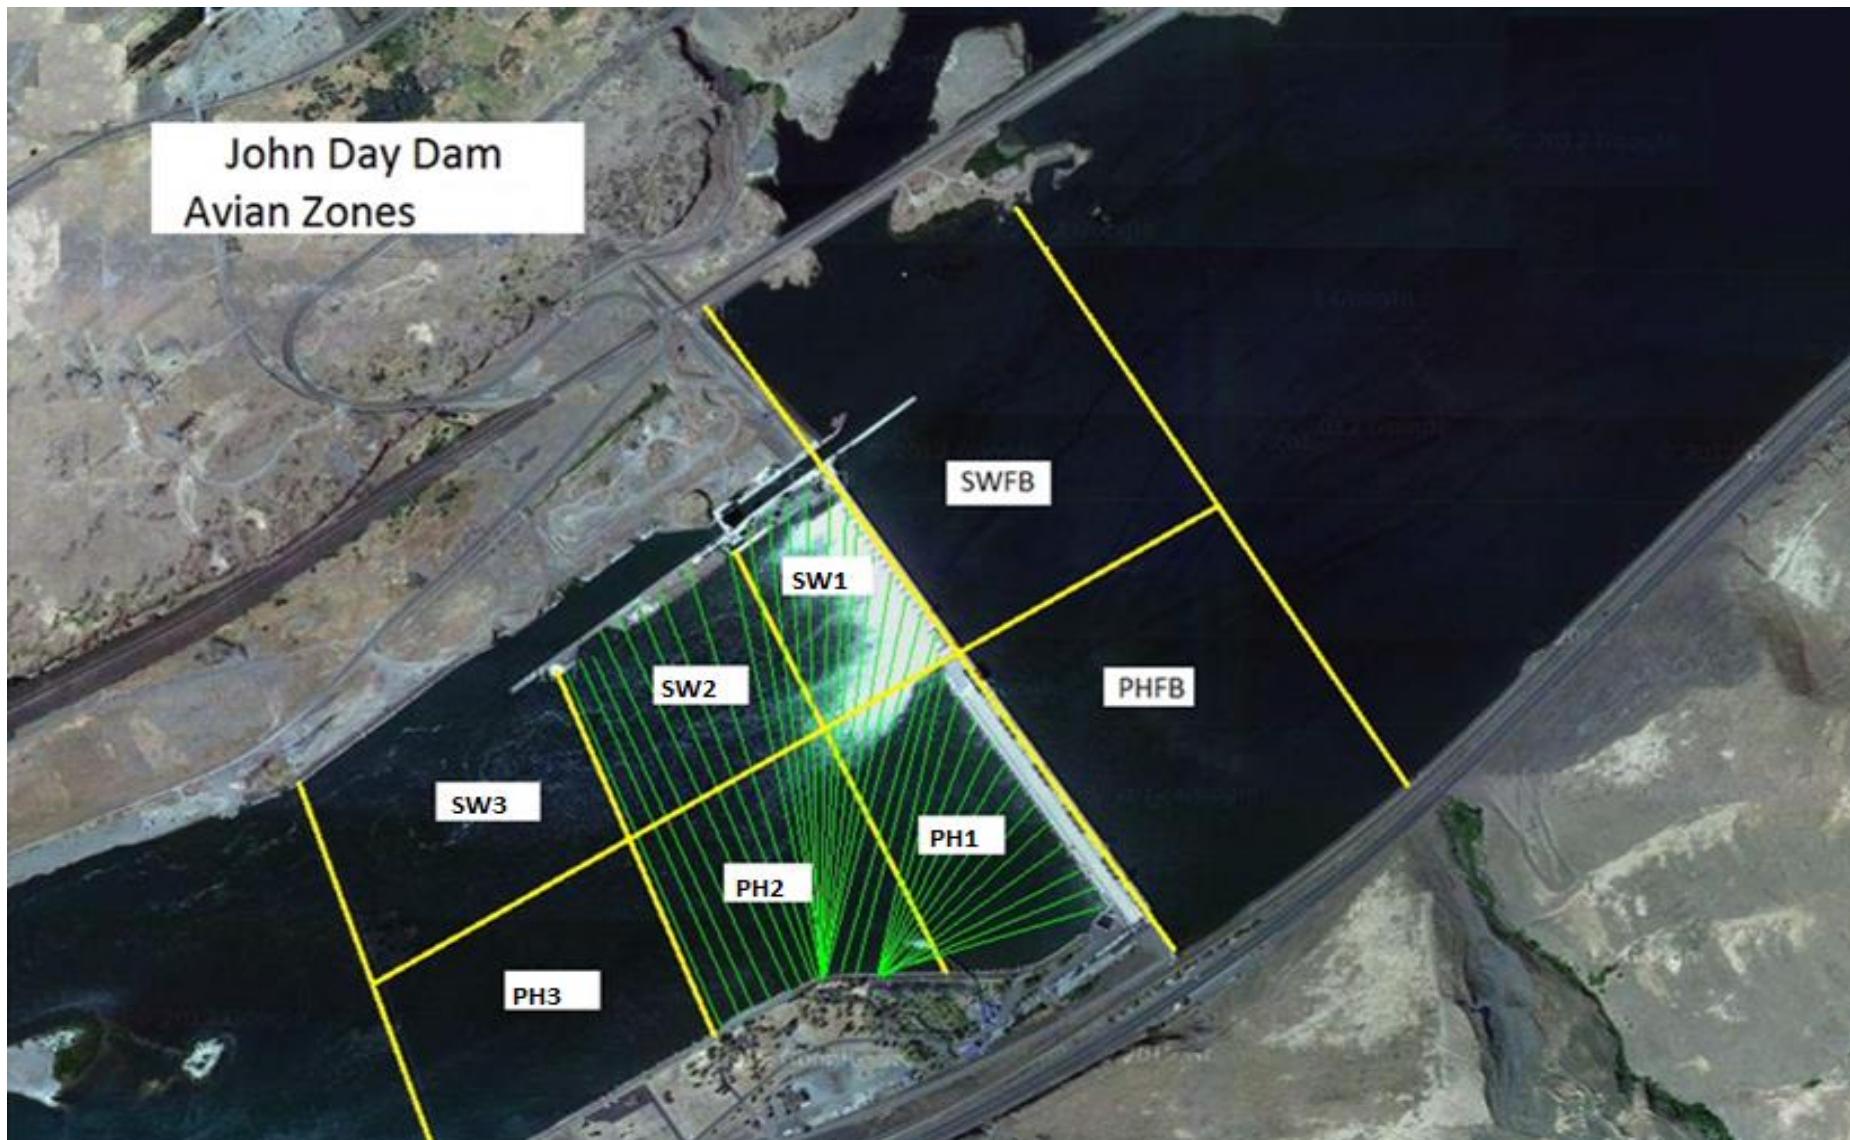 John Day Dam
Avian Zones
SWFB
SW1
SW2
PHFB
SW3
PH1
PH2
PH3